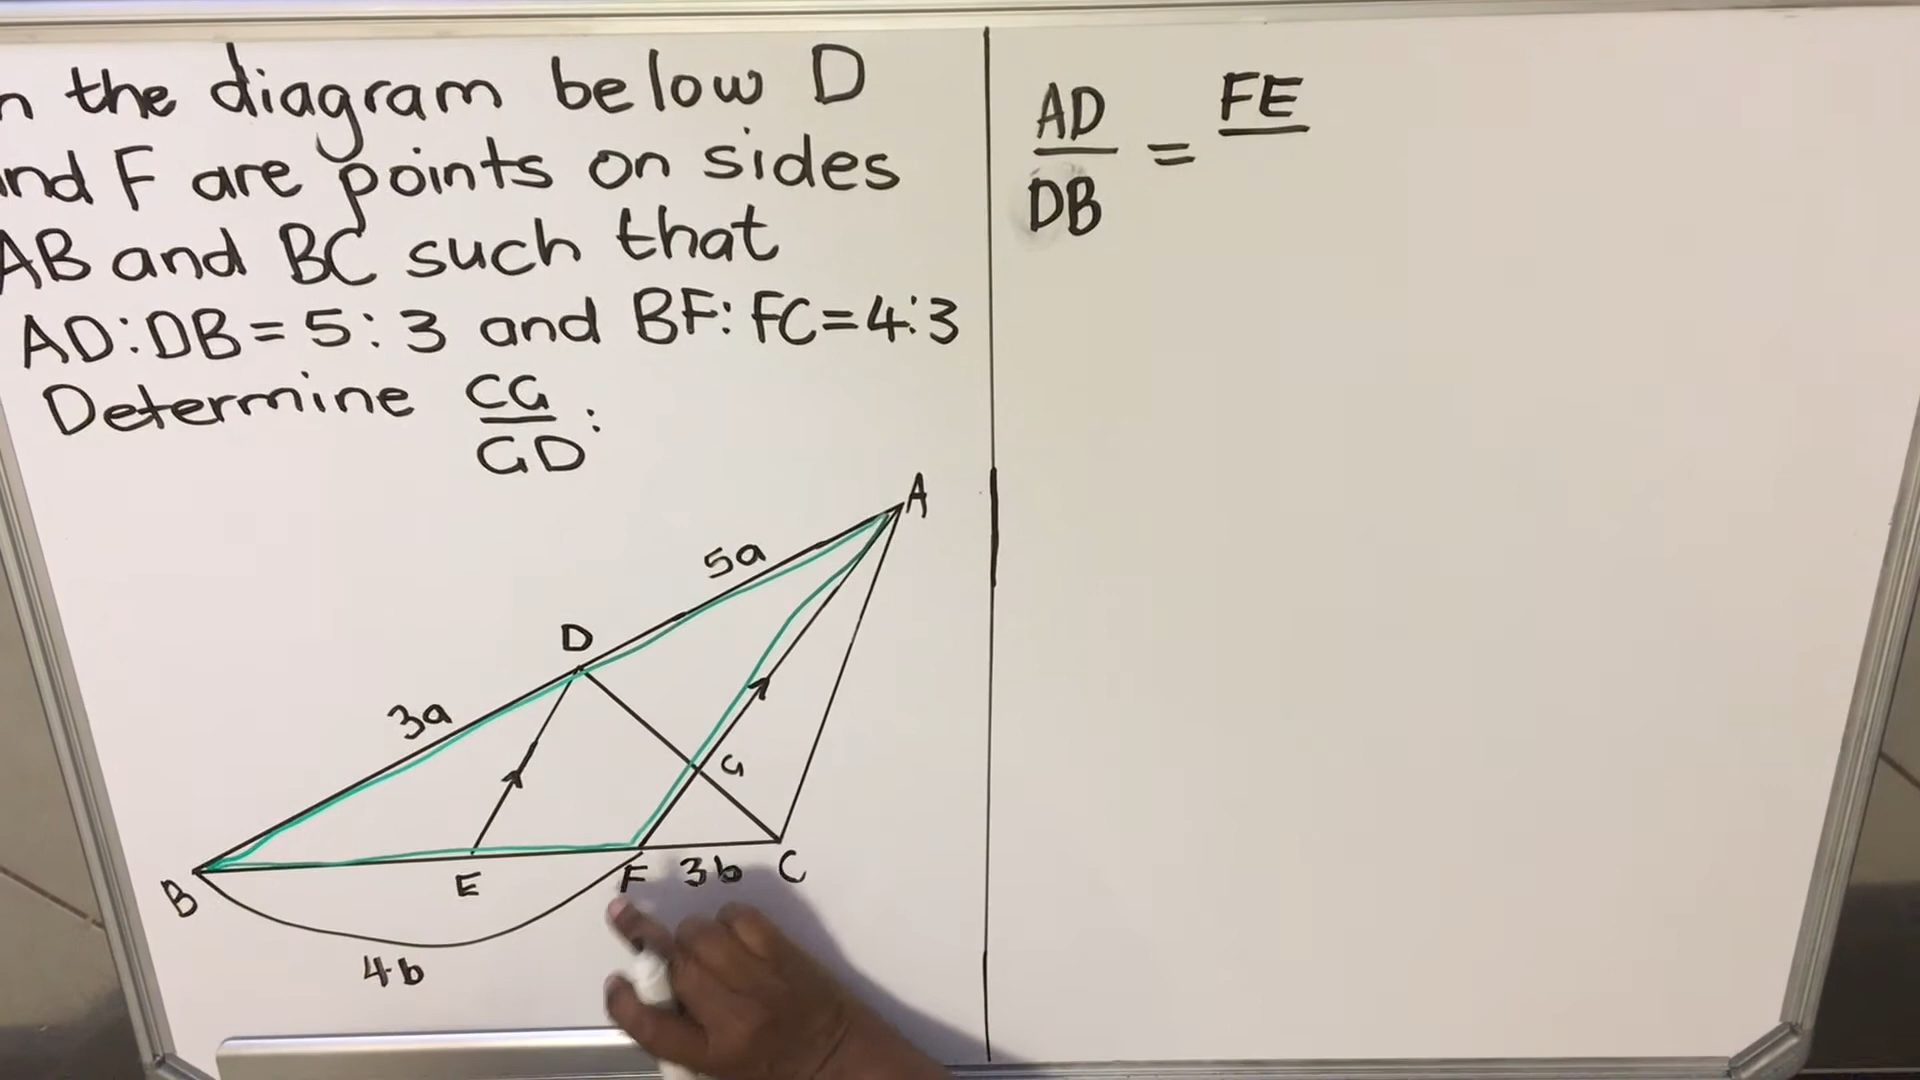 n the diagram below D
and F are points on sides
AB and BC such that
AD:DB=5:3 and BF:FC=4:3
Determine CG
GD:
A
5a
D
3a
G
B
E
F
3b
C
4b
AD = FE
DB